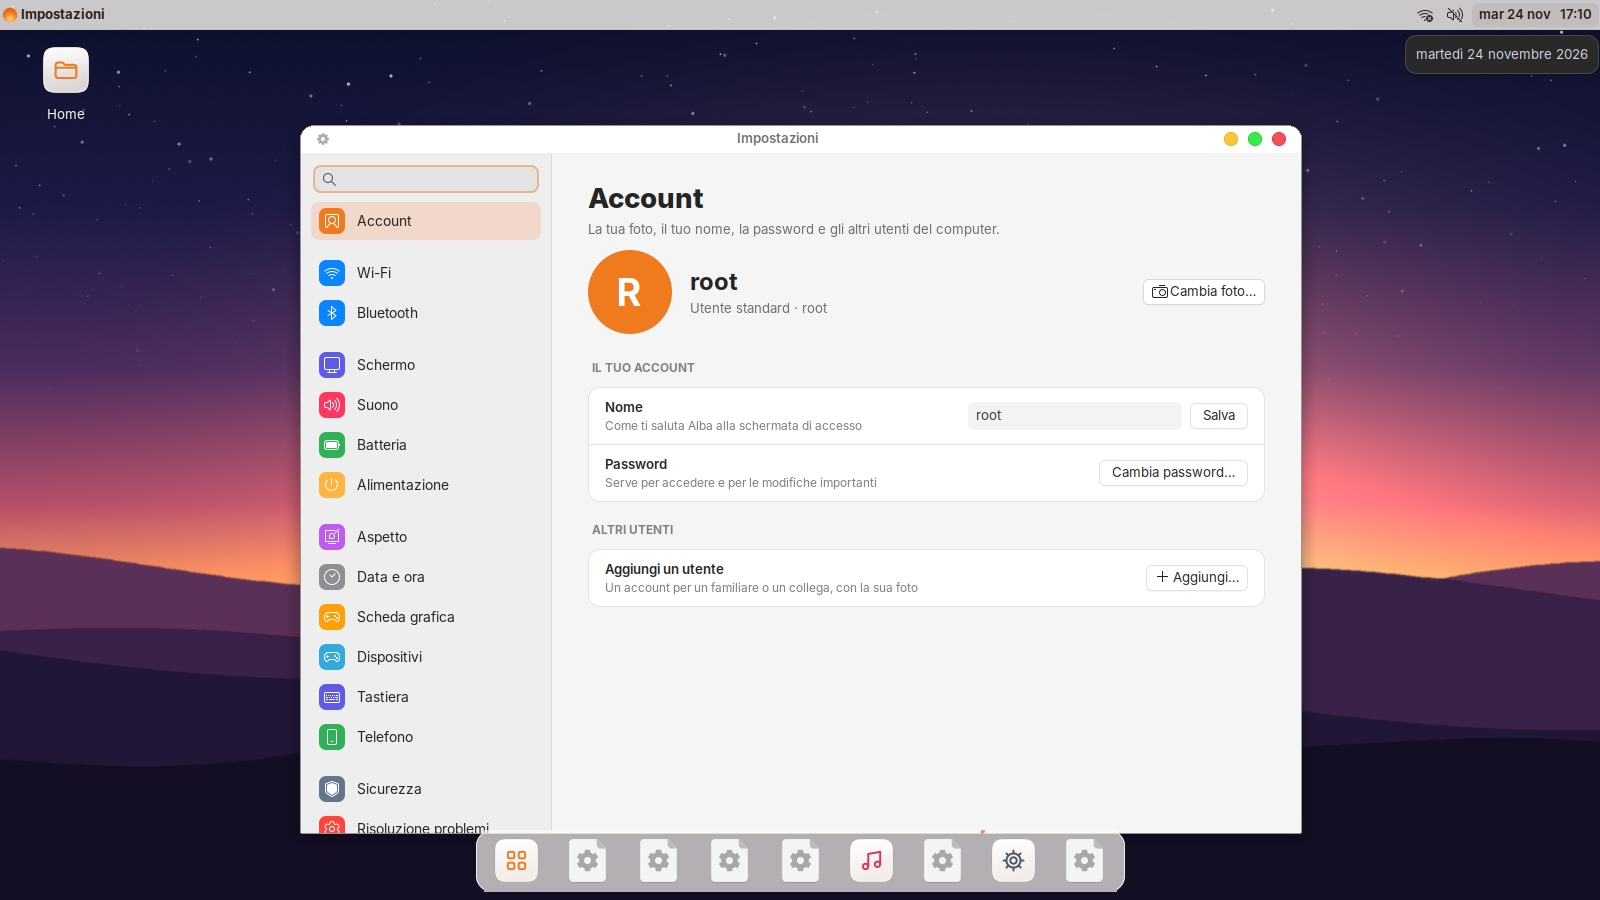 Impostazioni
mar 24 nov 17:10
martedì 24 novembre 2026
Home
Impostazioni
Account
Wi-Fi
Bluetooth
Schermo
Suono
Batteria
Alimentazione
Aspetto
Data e ora
Scheda grafica
Dispositivi
Tastiera
Telefono
Sicurezza
Risoluzione problemi
Account
La tua foto, il tuo nome, la password e gli altri utenti del computer.
R
root
Utente standard · root
Cambia foto...
IL TUO ACCOUNT
Nome
Come ti saluta Alba alla schermata di accesso
root
Salva
Password
Serve per accedere e per le modifiche importanti
Cambia password...
ALTRI UTENTI
Aggiungi un utente
Un account per un familiare o un collega, con la sua foto
Aggiungi...